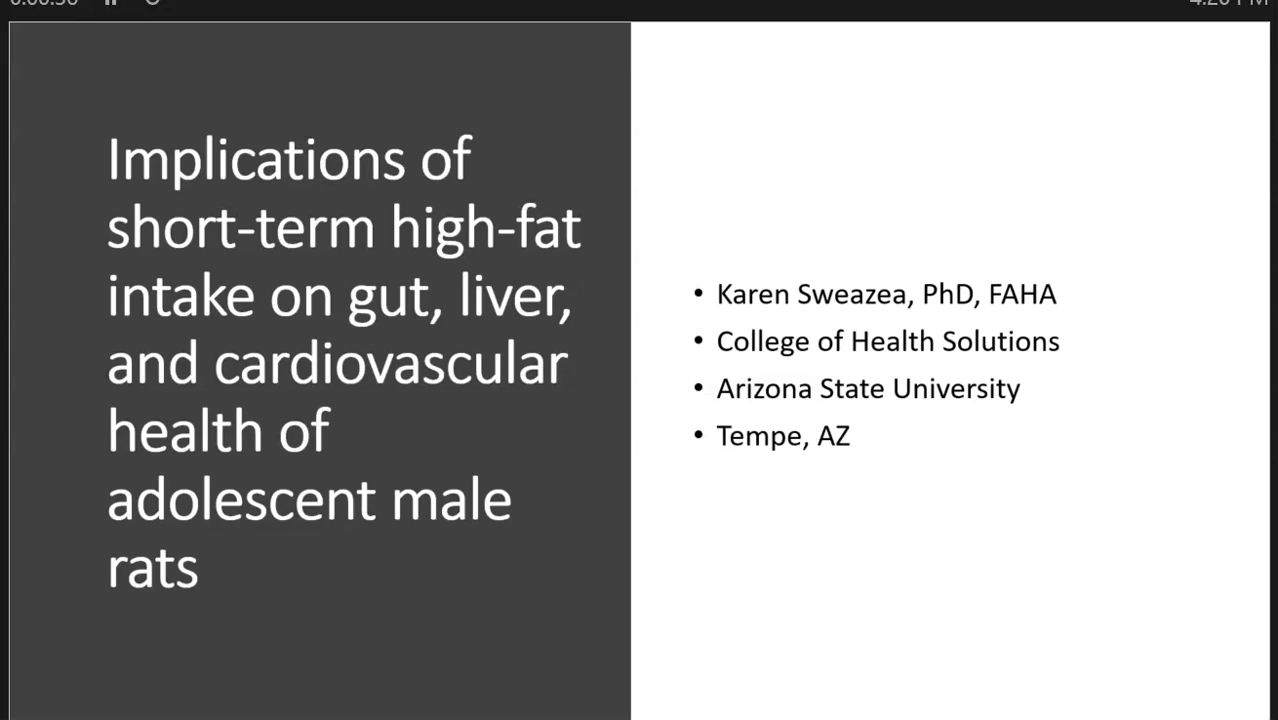 Implications of
short-term high-fat
intake on gut, liver,
and cardiovascular
health of
adolescent male
rats
• Karen Sweazea, PhD, FAHA
• College of Health Solutions
• Arizona State University
• Tempe, AZ